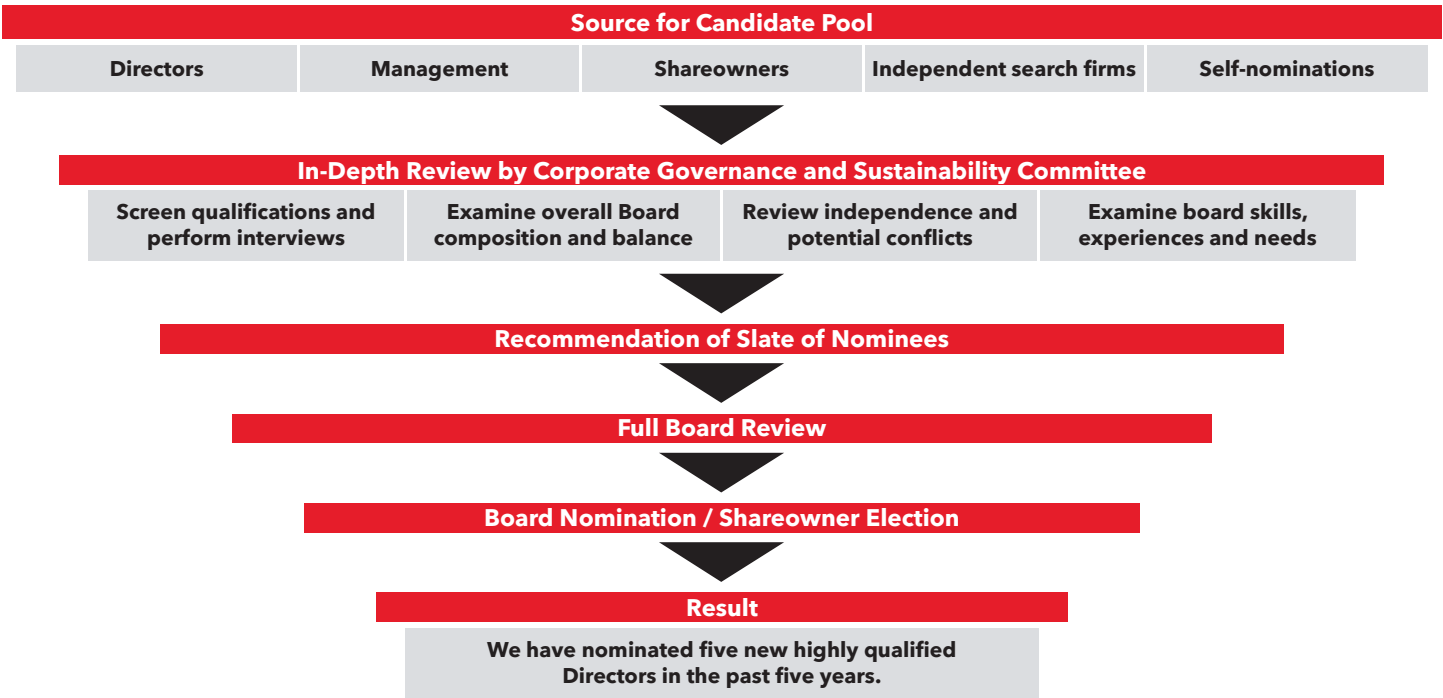 Source for Candidate Pool
Directors
Management
Shareowners
Independent search firms
Self-nominations
In-Depth Review by Corporate Governance and Sustainability Committee
Screen qualifications and
perform interviews
Examine overall Board
composition and balance
Review independence and
potential conflicts
Examine board skills,
experiences and needs
Recommendation of Slate of Nominees
Full Board Review
Board Nomination / Shareowner Election
Result
We have nominated five new highly qualified
Directors in the past five years.